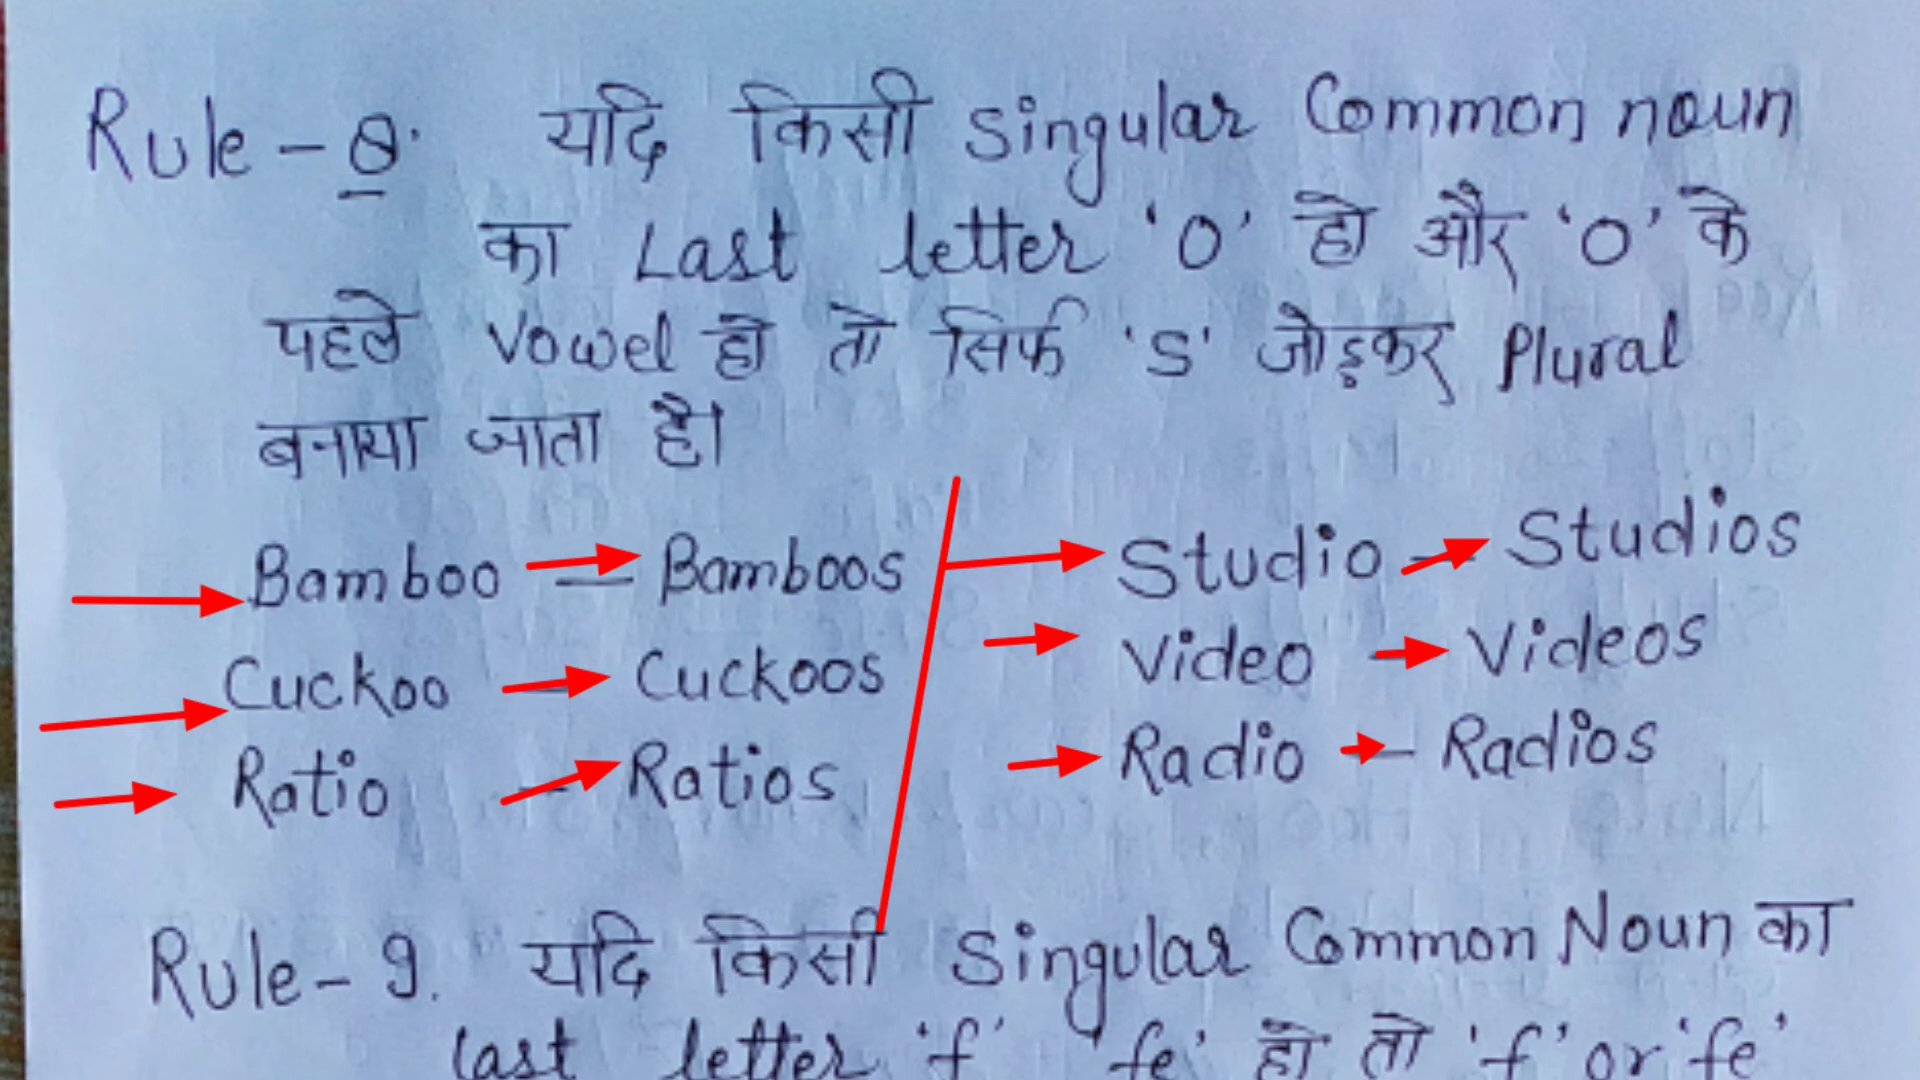 Rule - 8. यदि किसी Singular Common noun
का Last letter 'O' हो और 'O' के
पहले Vowel हो तो सिर्फ 'S' जोड़कर Plural
बनाया जाता है।
Bamboo — Bamboos Studio — Studios
Cuckoo — Cuckoos Video — Videos
Ratio — Ratios Radio — Radios
Rule - 9. यदि किसी Singular Common Noun का
last letter 'f' 'fe' हो तो 'f' or 'fe'